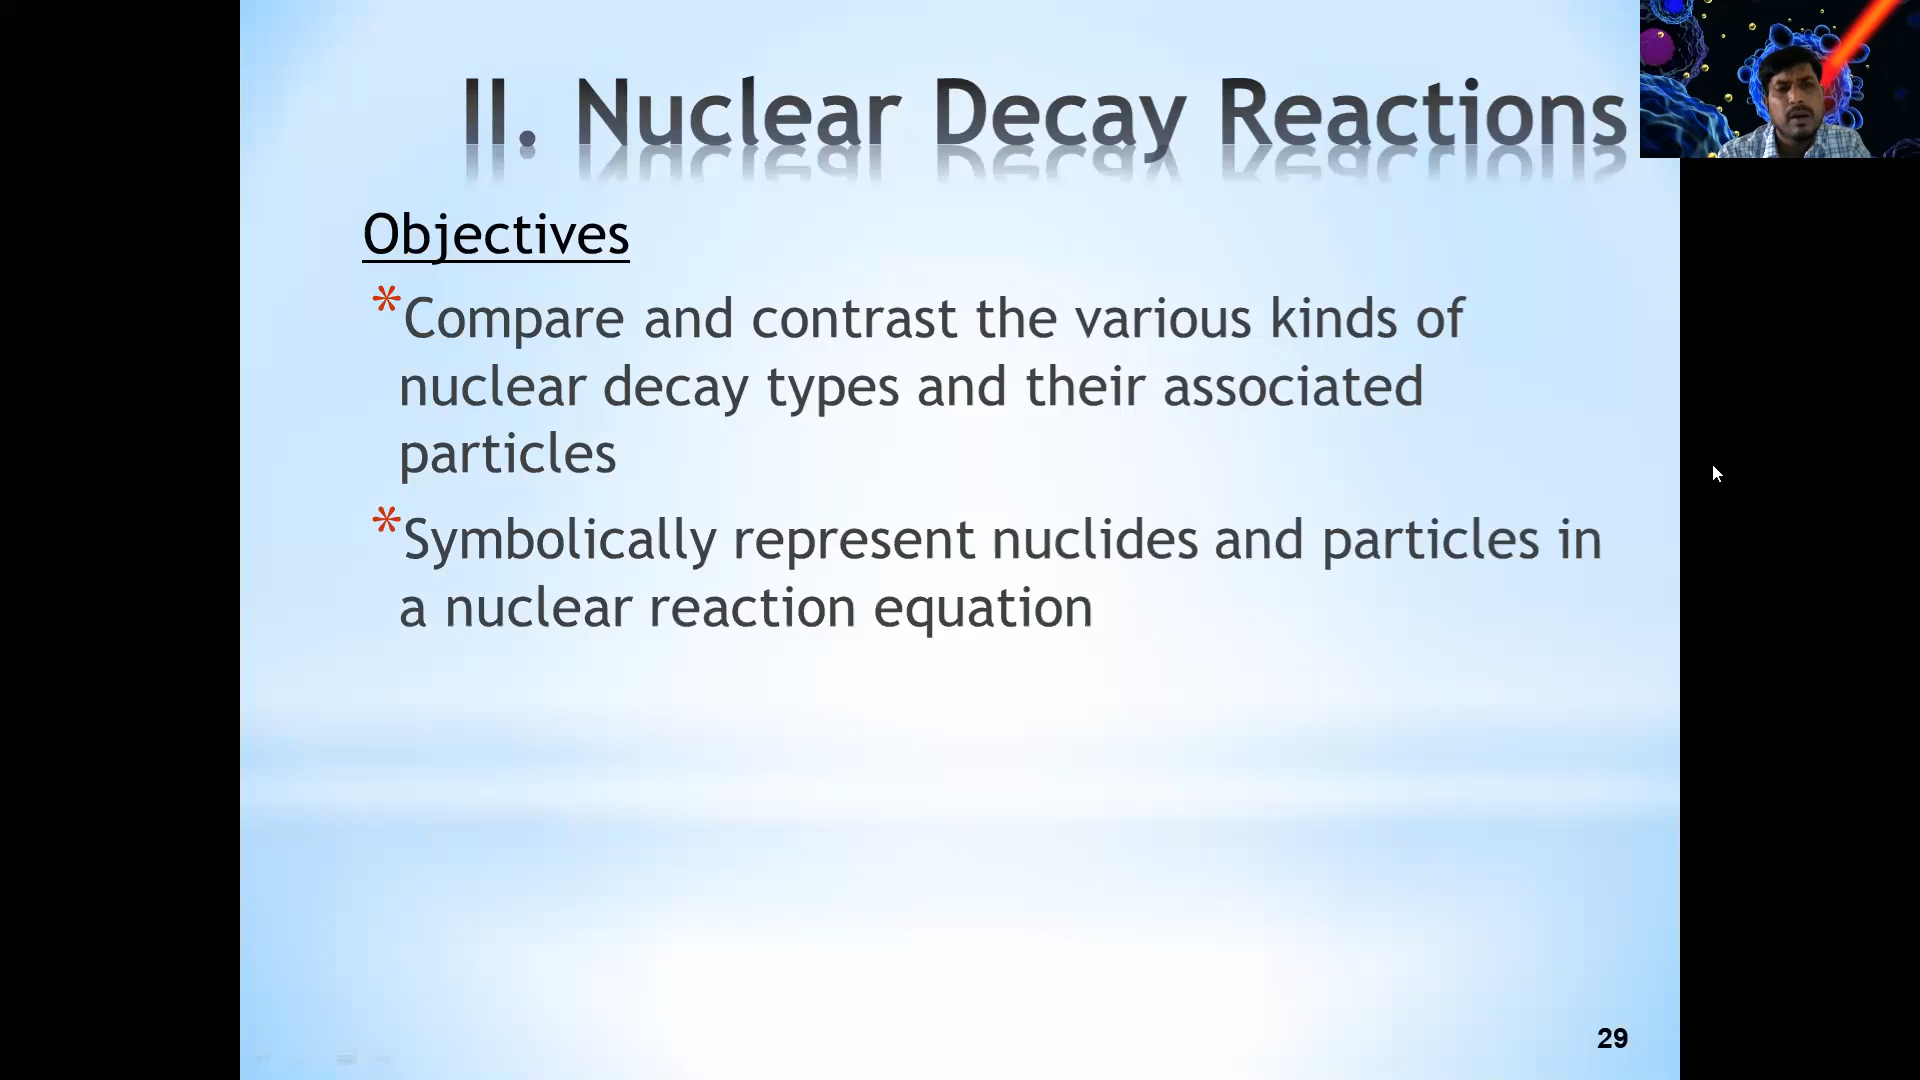 II. Nuclear Decay Reactions
Objectives
*Compare and contrast the various kinds of
nuclear decay types and their associated
particles
*Symbolically represent nuclides and particles in
a nuclear reaction equation
29